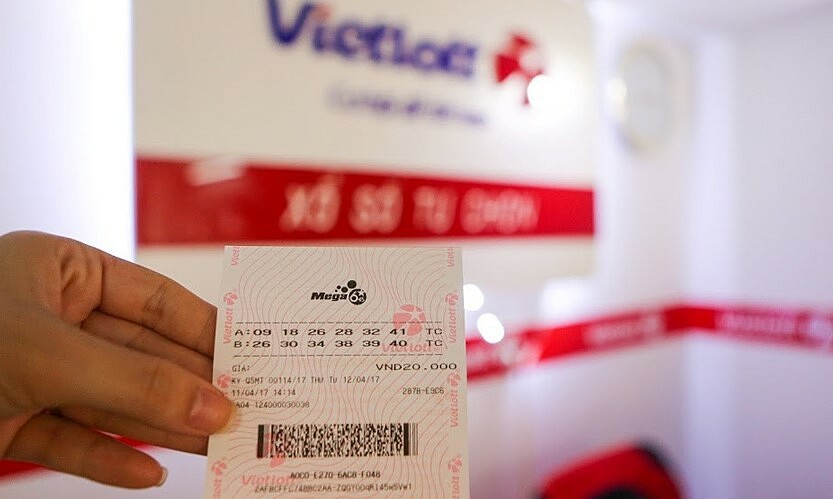 Vietlott
XỔ SỐ TỰ CHỌN
Mega 6/45
A:09 18 26 28 32 41 TC
B:26 30 34 38 39 40 TC
GIÁ: VND20.000
KY QSMT 00114/17 THU TU 12/04/17
11/04/17 14:14 287B-E9C6